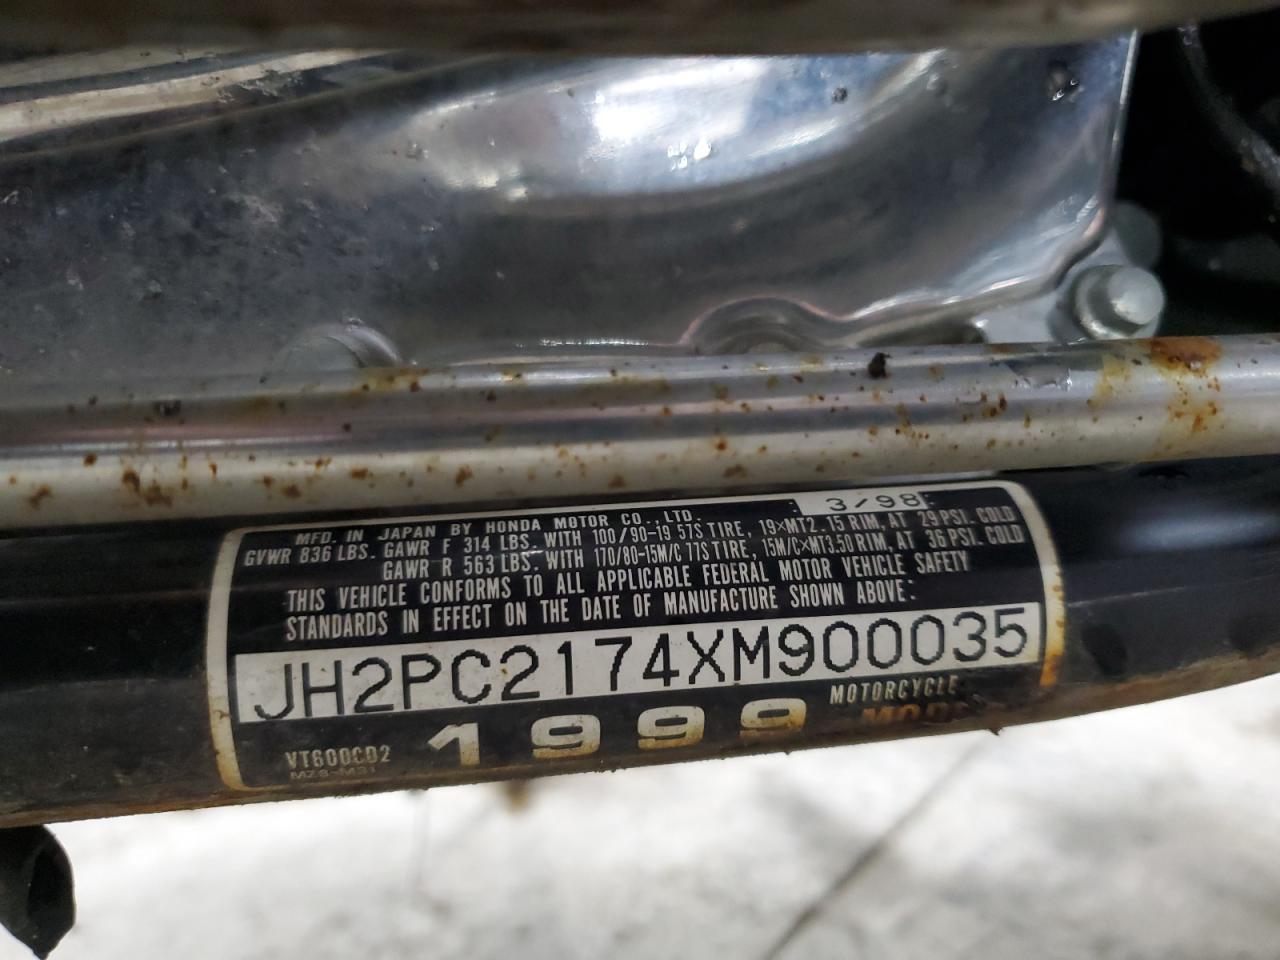 MFD. IN JAPAN BY HONDA MOTOR CO., LTD. 3/98
GVWR 836 LBS. GAWR F 314 LBS. WITH 100/90-19 57S TIRE, 19×MT2.15 RIM, AT 29 PSI. COLD
GAWR R 563 LBS. WITH 170/80-15M/C 77S TIRE, 15M/C×MT3.50 RIM, AT 36 PSI. COLD
THIS VEHICLE CONFORMS TO ALL APPLICABLE FEDERAL MOTOR VEHICLE SAFETY
STANDARDS IN EFFECT ON THE DATE OF MANUFACTURE SHOWN ABOVE:
JH2PC2174XM900035
MOTORCYCLE
VT600CD2 1999